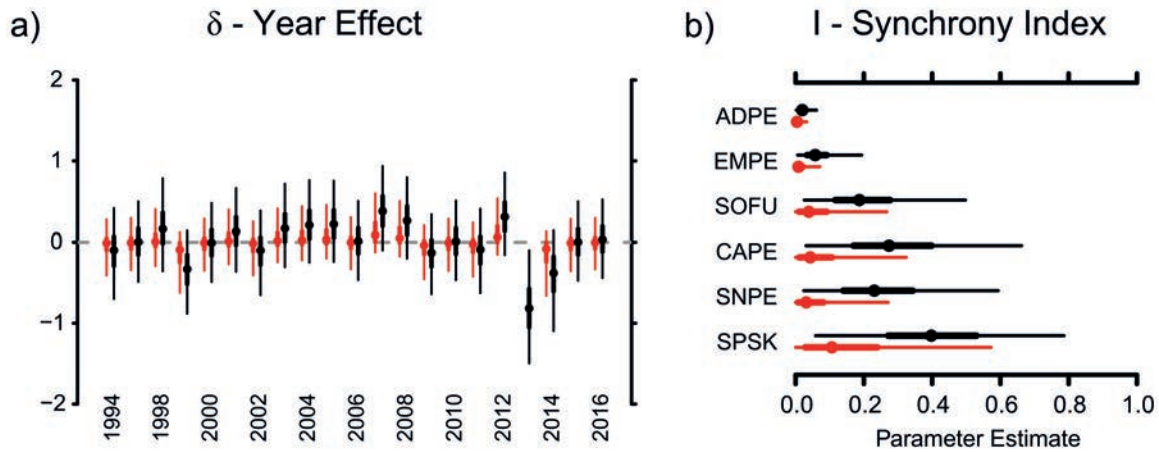 a) δ - Year Effect
2
1
0
−1
−2
1994
1998
2000
2002
2004
2006
2007
2008
2010
2012
2014
2016
b) I - Synchrony Index
ADPE
EMPE
SOFU
CAPE
SNPE
SPSK
0.0 0.2 0.4 0.6 0.8 1.0
Parameter Estimate